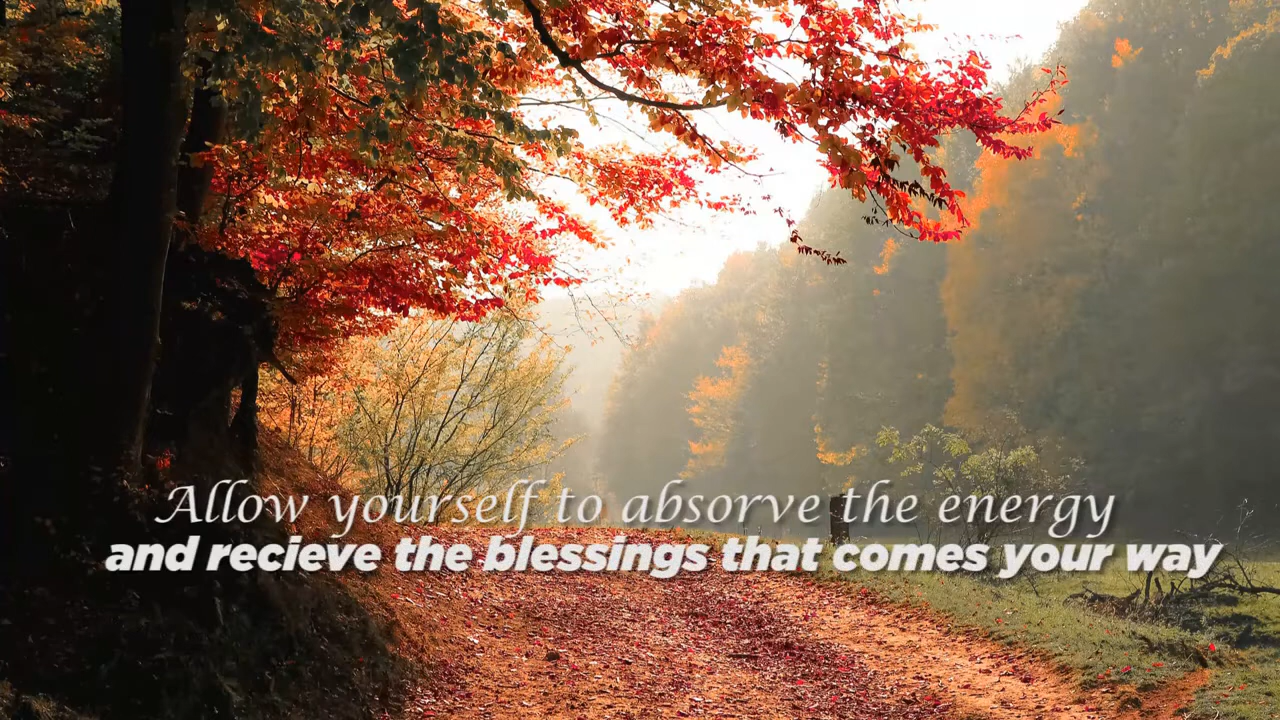 Allow yourself to absorve the energy
and recieve the blessings that comes your way